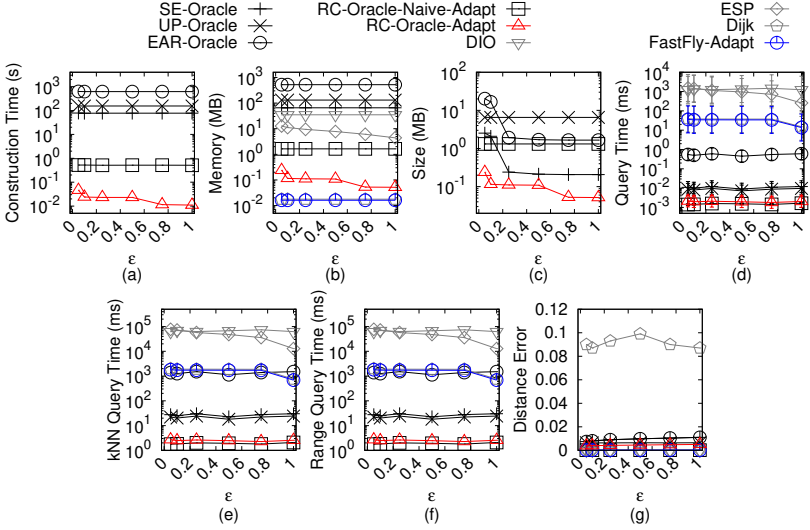 SE-Oracle
UP-Oracle
EAR-Oracle
RC-Oracle-Naive-Adapt
RC-Oracle-Adapt
DIO
ESP
Dijk
FastFly-Adapt
Construction Time (s)
10^3
10^2
10^1
10^0
10^-1
10^-2
0
0.2
0.4
0.6
0.8
1
ε
(a)
Memory (MB)
10^3
10^2
10^1
10^0
10^-1
10^-2
0
0.2
0.4
0.6
0.8
1
ε
(b)
Size (MB)
10^2
10^1
10^0
10^-1
0
0.2
0.4
0.6
0.8
1
ε
(c)
Query Time (ms)
10^4
10^3
10^2
10^1
10^0
10^-1
10^-2
10^-3
0
0.2
0.4
0.6
0.8
1
ε
(d)
kNN Query Time (ms)
10^5
10^4
10^3
10^2
10^1
10^0
0
0.2
0.4
0.6
0.8
1
ε
(e)
Range Query Time (ms)
10^5
10^4
10^3
10^2
10^1
10^0
0
0.2
0.4
0.6
0.8
1
ε
(f)
Distance Error
0.12
0.1
0.08
0.06
0.04
0.02
0
0
0.2
0.4
0.6
0.8
1
ε
(g)